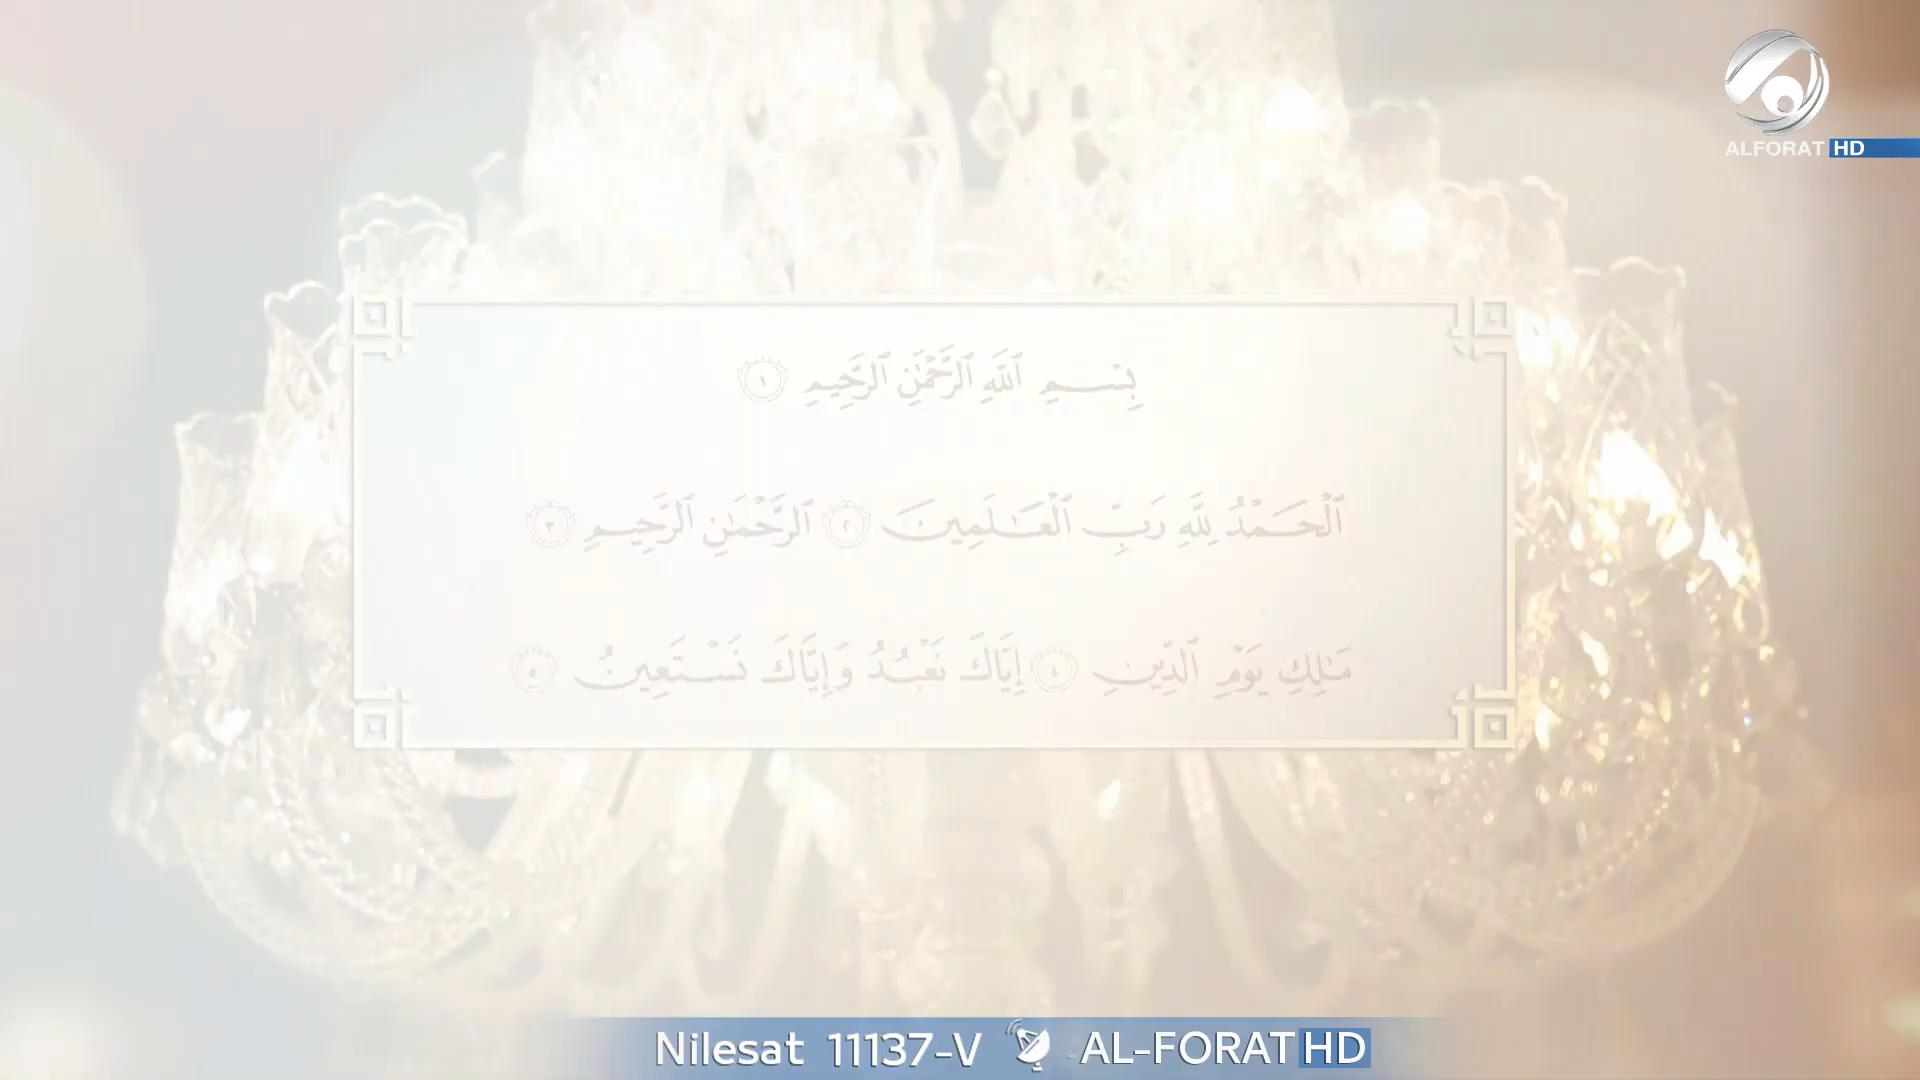 ALFORAT HD
بِسْمِ ٱللَّهِ ٱلرَّحْمَٰنِ ٱلرَّحِيمِ ١
ٱلْحَمْدُ لِلَّهِ رَبِّ ٱلْعَـٰلَمِينَ ٢ ٱلرَّحْمَٰنِ ٱلرَّحِيمِ ٣
مَـٰلِكِ يَوْمِ ٱلدِّينِ ٤ إِيَّاكَ نَعْبُدُ وَإِيَّاكَ نَسْتَعِينُ ٥
Nilesat 11137-V AL-FORAT HD